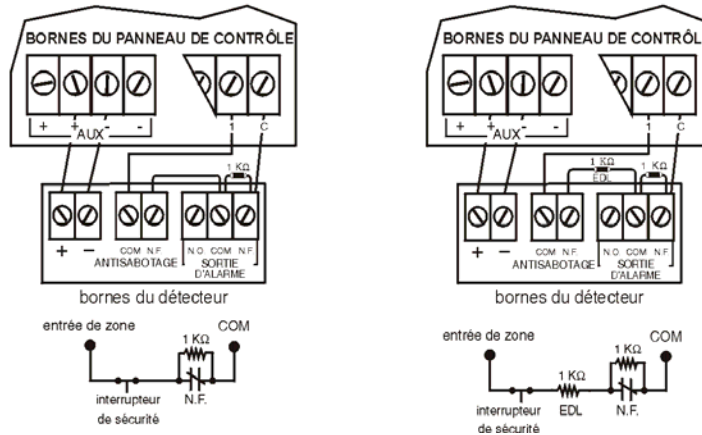 BORNES DU PANNEAU DE CONTRÔLE
+ + - -
AUX
1 C
1 KΩ
+ −
COM N.F. N.O. COM N.F.
ANTISABOTAGE SORTIE
D'ALARME
bornes du détecteur
entrée de zone COM
1 KΩ
interrupteur N.F.
de sécurité
BORNES DU PANNEAU DE CONTRÔL
+ + - -
AUX
1 C
1 KΩ 1 KΩ
EDL
+ −
COM N.F. N.O. COM N.F.
ANTISABOTAGE SORTIE
D'ALARME
bornes du détecteur
entrée de zone COM
1 KΩ
1 KΩ
interrupteur EDL N.F.
de sécurité